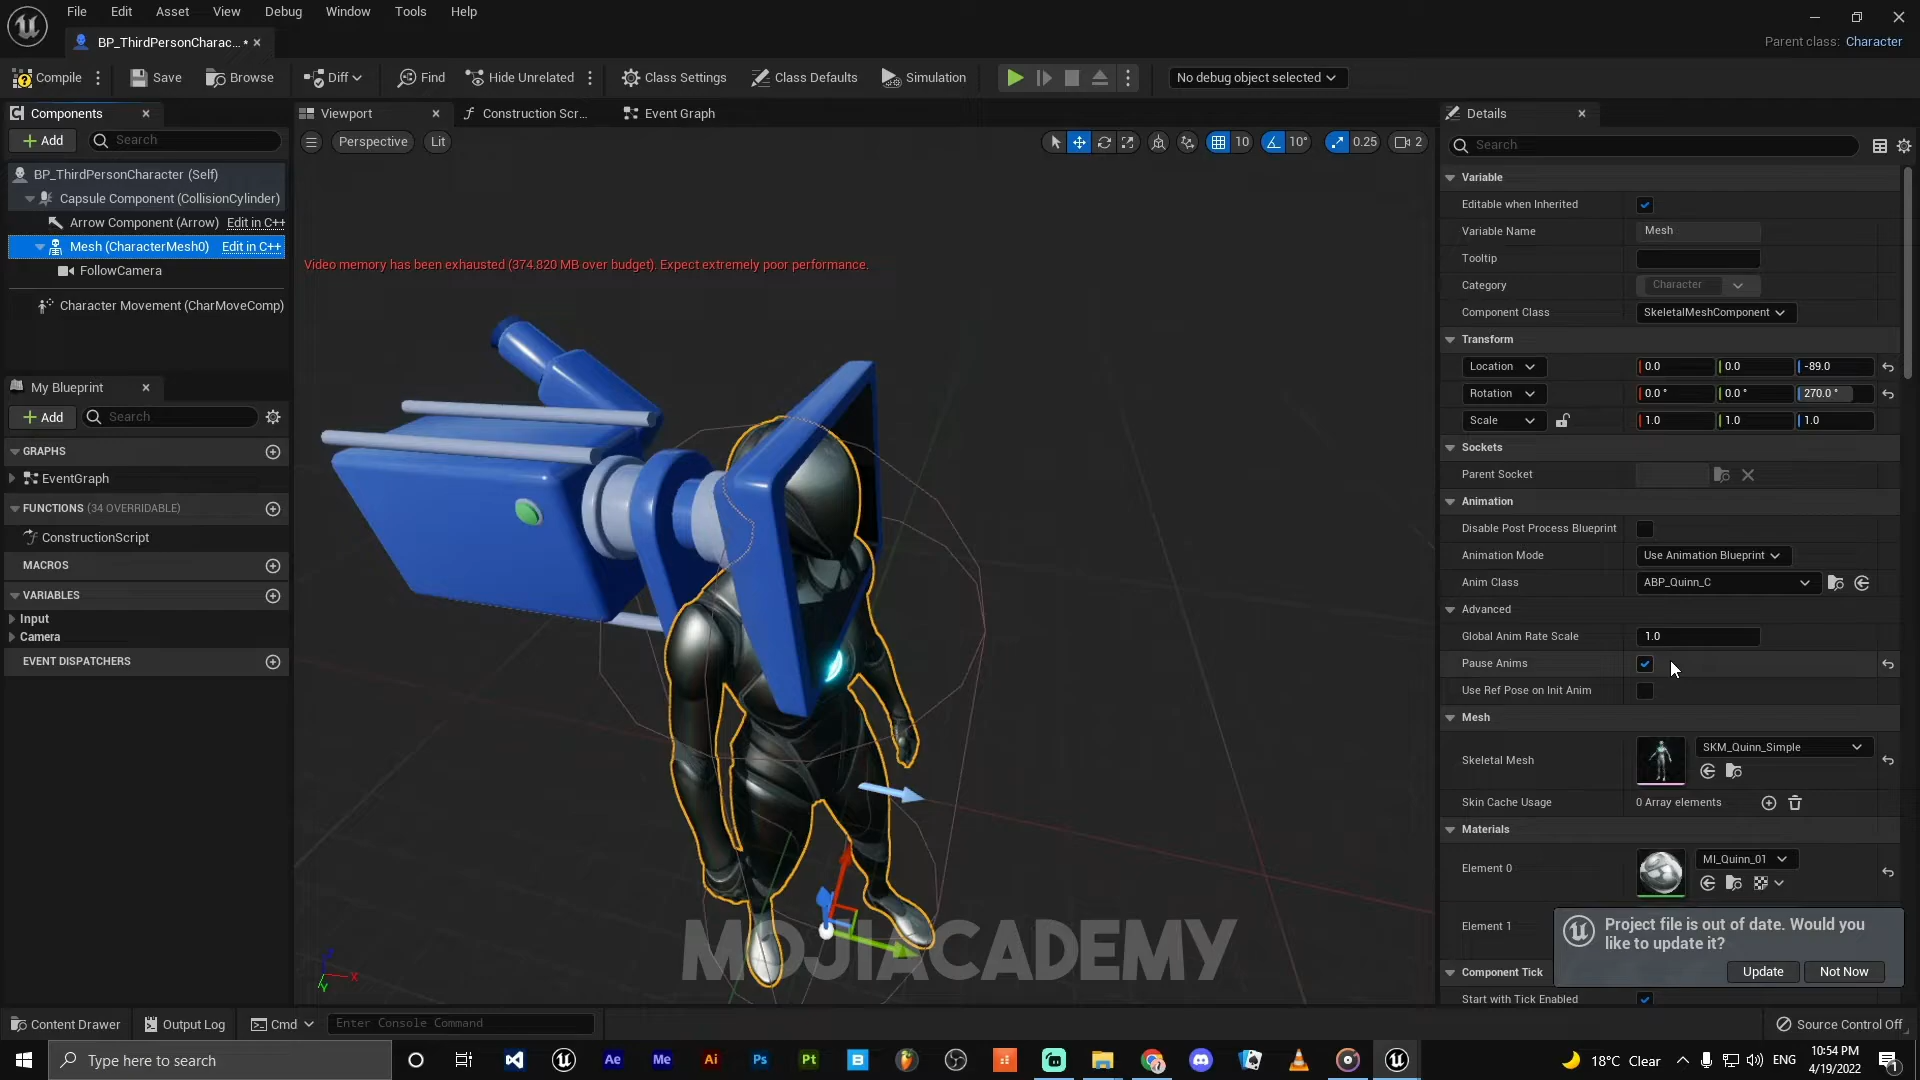 File Edit Asset View Debug Window Tools Help
BP_ThirdPersonCharac... •
Parent class: Character
Compile Save Browse Diff Find Hide Unrelated Class Settings Class Defaults Simulation No debug object selected
Components
Add Search
BP_ThirdPersonCharacter (Self)
Capsule Component (CollisionCylinder)
Arrow Component (Arrow) Edit in C++
Mesh (CharacterMesh0) Edit in C++
FollowCamera
Character Movement (CharMoveComp)
My Blueprint
Add Search
GRAPHS
EventGraph
FUNCTIONS (34 OVERRIDABLE)
ConstructionScript
MACROS
VARIABLES
Input
Camera
EVENT DISPATCHERS
Viewport Construction Scr... Event Graph
Perspective Lit 10 10° 0.25 2
Video memory has been exhausted (374.820 MB over budget). Expect extremely poor performance.
X
Y
MOJIACADEMY
Details
Search
Variable
Editable when Inherited
Variable Name Mesh
Tooltip
Category Character
Component Class SkeletalMeshComponent
Transform
Location 0.0 0.0 -89.0
Rotation 0.0 ° 0.0 ° 270.0 °
Scale 1.0 1.0 1.0
Sockets
Parent Socket
Animation
Disable Post Process Blueprint
Animation Mode Use Animation Blueprint
Anim Class ABP_Quinn_C
Advanced
Global Anim Rate Scale 1.0
Pause Anims
Use Ref Pose on Init Anim
Mesh
Skeletal Mesh SKM_Quinn_Simple
Skin Cache Usage 0 Array elements
Materials
Element 0 MI_Quinn_01
Element 1
Component Tick
Start with Tick Enabled
Project file is out of date. Would you
like to update it?
Update Not Now
Content Drawer Output Log Cmd Enter Console Command Source Control Off
Type here to search
Ae Me Ai Ps Pt
18°C Clear ENG
10:54 PM
4/19/2022
1